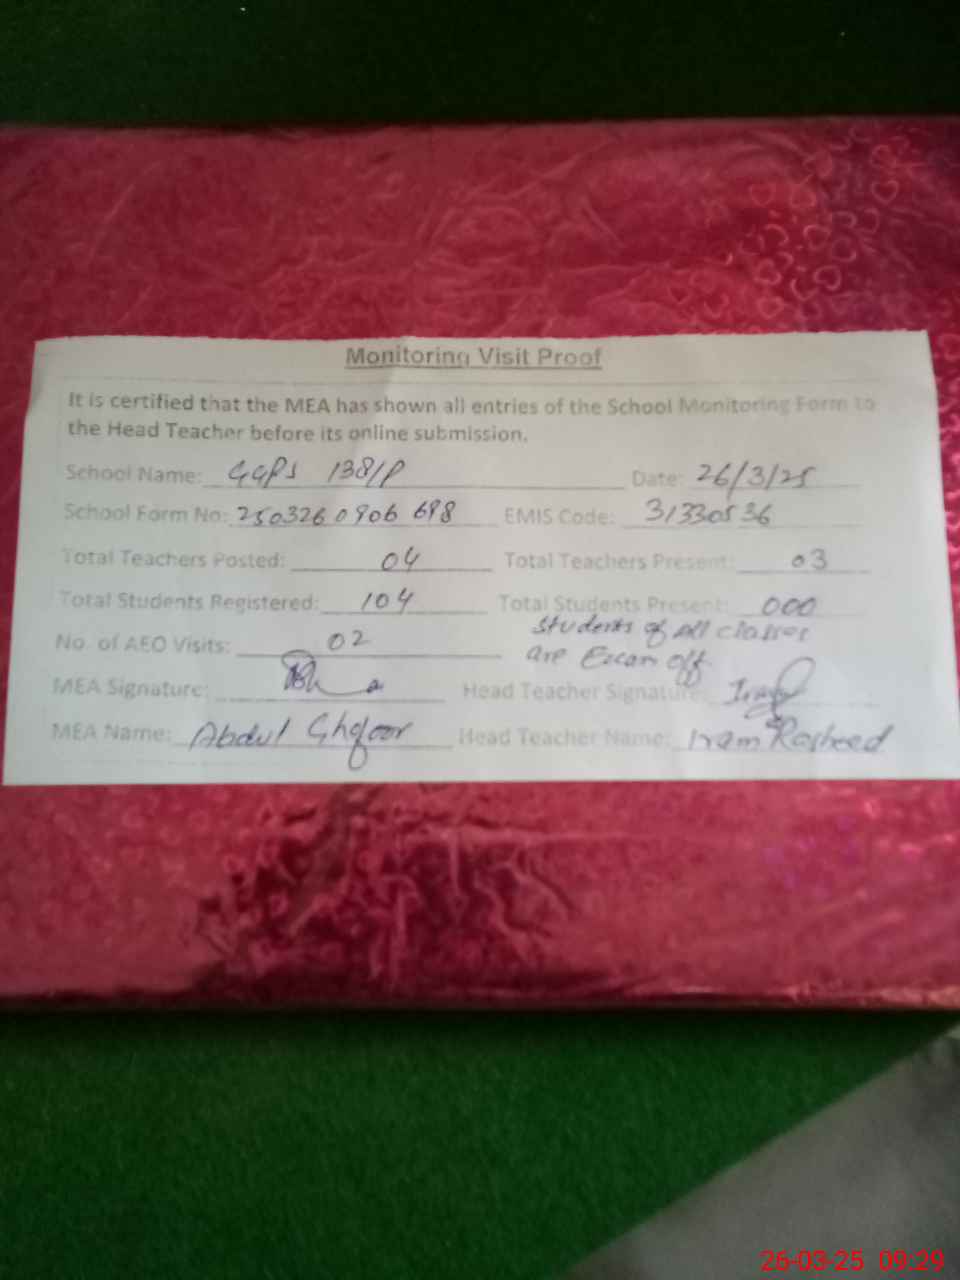 Monitoring Visit Proof
It is certified that the MEA has shown all entries of the School Monitoring Form to
the Head Teacher before its online submission.
School Name: GGPS 138/P Date: 26/3/25
School Form No: 2503260906698 EMIS Code: 31330536
Total Teachers Posted: 04 Total Teachers Present: 03
Total Students Registered: 104 Total Students Present: 000
Students of all classes
No. of AEO Visits: 02 are Exam off
MEA Signature: Head Teacher Signature:
MEA Name: Abdul Ghafoor Head Teacher Name: Iram Rasheed
26-03-25 09:29